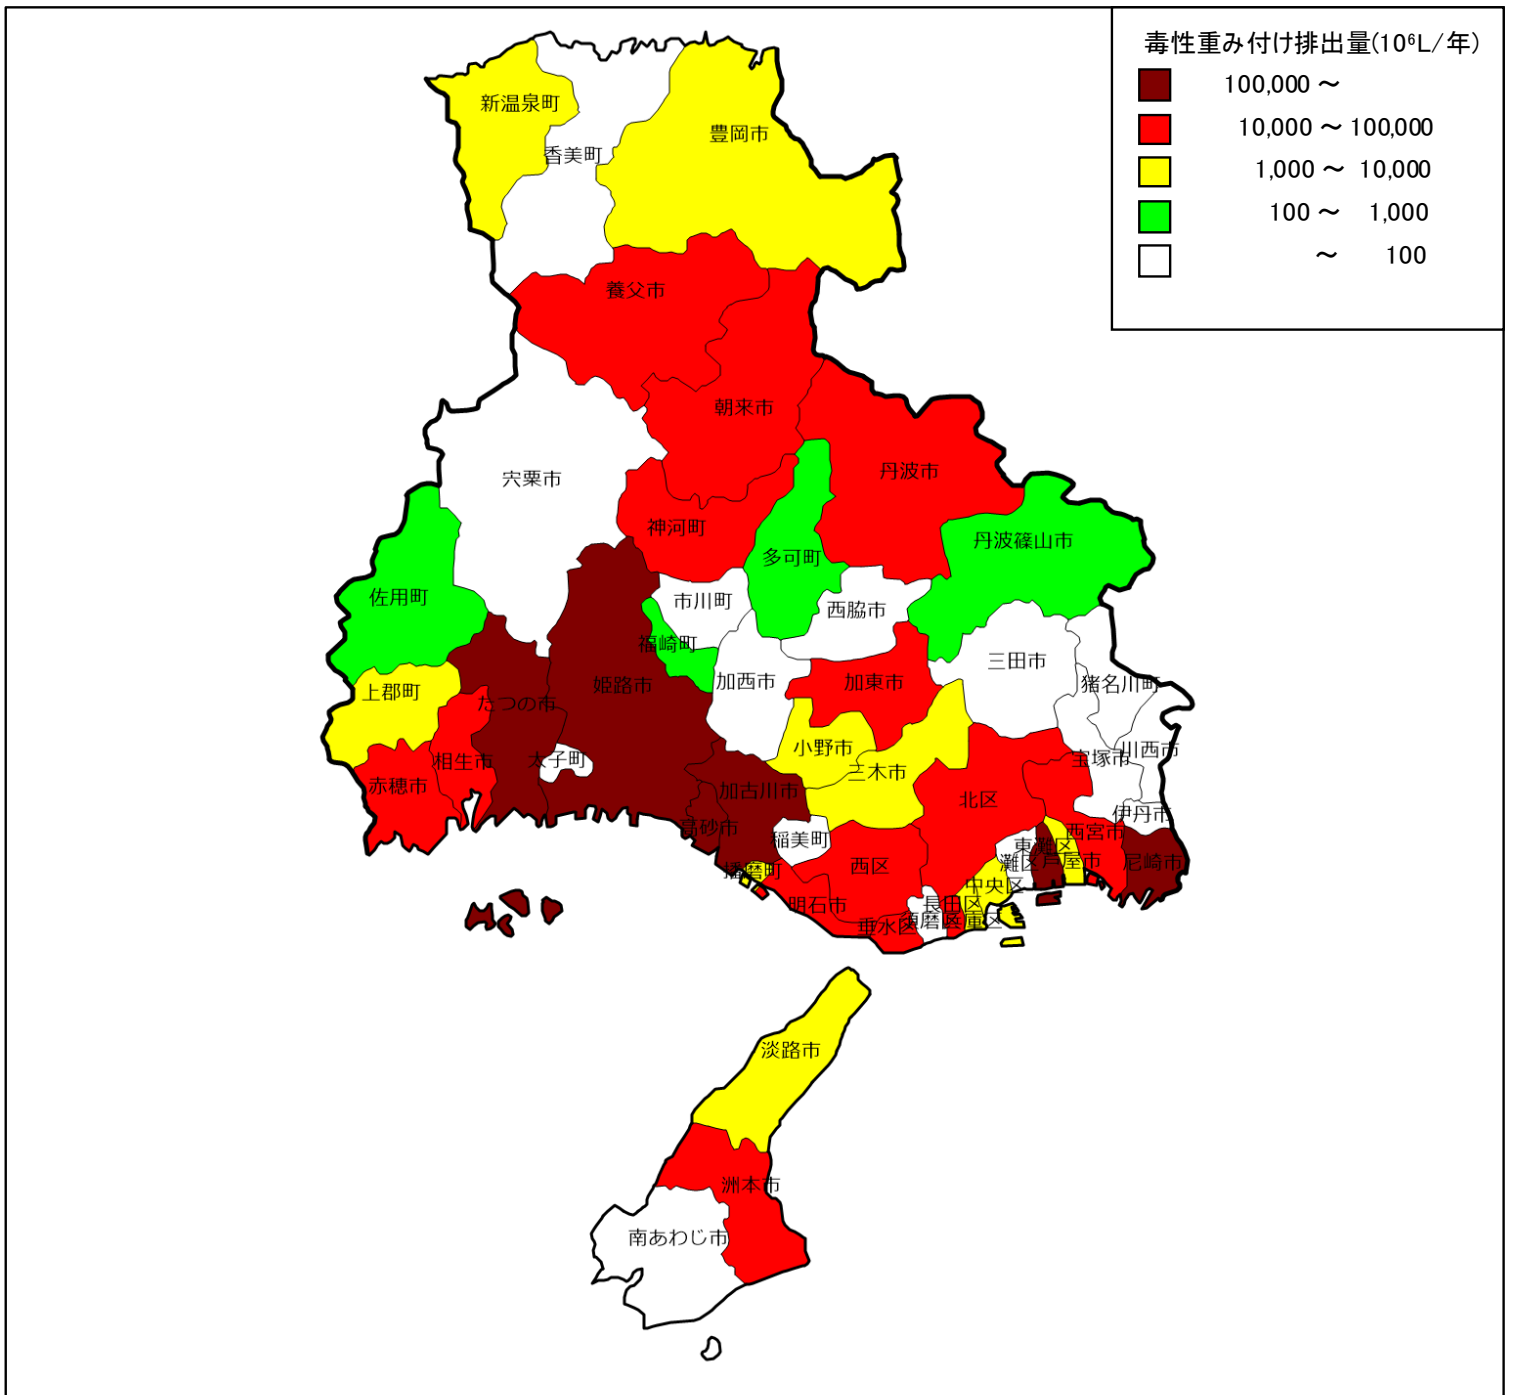 毒性重み付け排出量(10⁶L/年)
100,000 ～
10,000 ～ 100,000
1,000 ～ 10,000
100 ～ 1,000
～ 100
新温泉町
豊岡市
香美町
養父市
朝来市
丹波市
宍粟市
神河町
丹波篠山市
多可町
佐用町
市川町
西脇市
福崎町
三田市
加西市
加東市
姫路市
猪名川町
上郡町
たつの市
小野市
川西市
太子町
宝塚市
相生市
三木市
赤穂市
加古川市
北区
伊丹市
高砂市
西宮市
稲美町
東灘区
灘区
芦屋市
尼崎市
西区
播磨町
中央区
明石市
長田区
須磨区
兵庫区
垂水区
淡路市
洲本市
南あわじ市